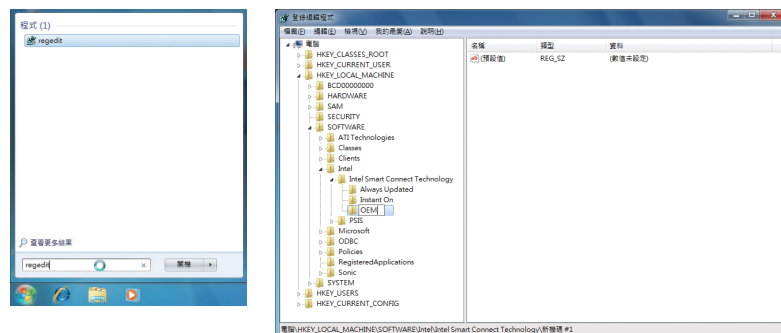 程式 (1)
regedit
查看更多結果
regedit
關機
登錄編輯程式
檔案(F) 編輯(E) 檢視(V) 我的最愛(A) 說明(H)
電腦
HKEY_CLASSES_ROOT
HKEY_CURRENT_USER
HKEY_LOCAL_MACHINE
BCD00000000
HARDWARE
SAM
SECURITY
SOFTWARE
ATI Technologies
Classes
Clients
Intel
Intel Smart Connect Technology
Always Updated
Instant On
OEM
PSIS
Microsoft
ODBC
Policies
RegisteredApplications
Sonic
SYSTEM
HKEY_USERS
HKEY_CURRENT_CONFIG
名稱 類型 資料
ab (預設值) REG_SZ (數值未設定)
電腦\HKEY_LOCAL_MACHINE\SOFTWARE\Intel\Intel Smart Connect Technology\新機碼 #1